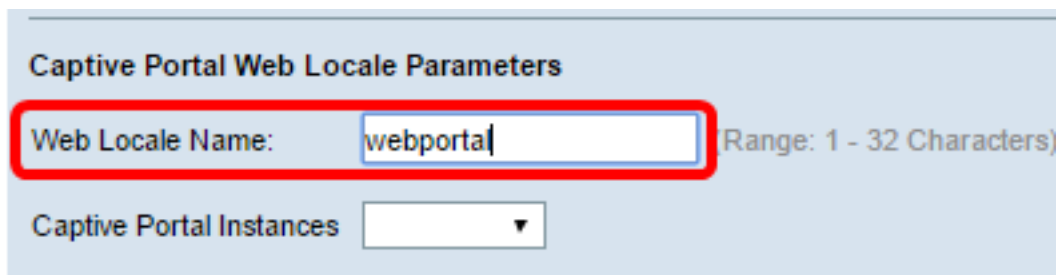 Captive Portal Web Locale Parameters
Web Locale Name: webportal (Range: 1 - 32 Characters)
Captive Portal Instances